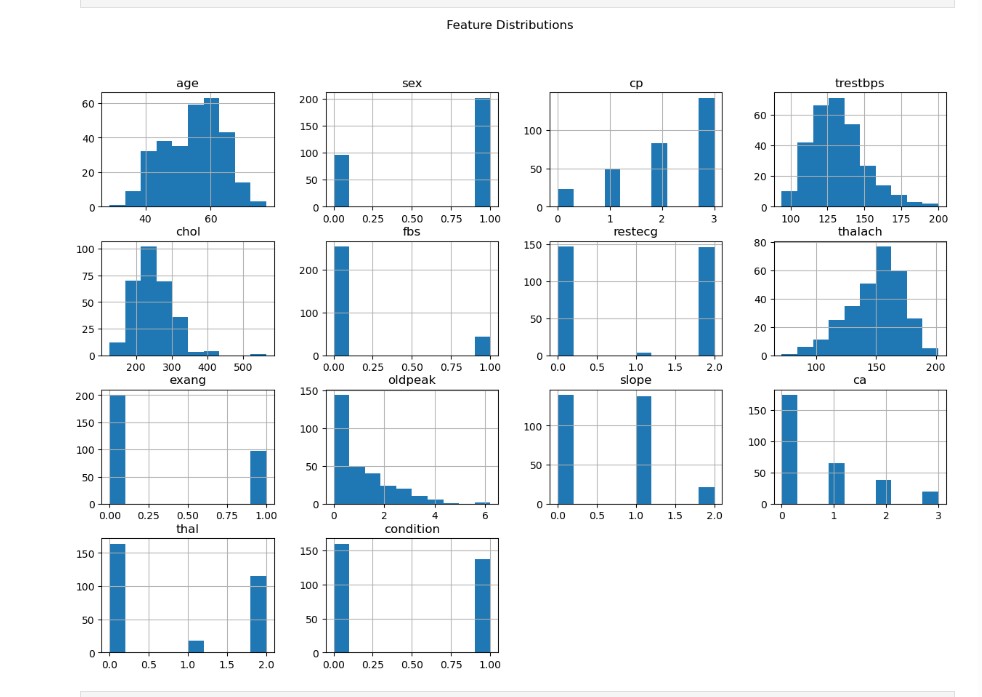 Feature Distributions
age sex cp trestbps
60 200 100 60
40 150 40
20 100 50 20
0 50 0 0
0
40 60 0.00 0.25 0.50 0.75 1.00 0 1 2 3 100 125 150 175 200
chol fbs restecg thalach
100 200 150 80
75 100 100 60
50 0 50 40
25 0 20
0 0
200 300 400 500 0.00 0.25 0.50 0.75 1.00 0.0 0.5 1.0 1.5 2.0 100 150 200
exang oldpeak slope ca
200 150 100 150
150 100 50 100
100 50 0 50
50 0 0
0
0.00 0.25 0.50 0.75 1.00 0 2 4 6 0.0 0.5 1.0 1.5 2.0 0 1 2 3
thal condition
150 150
100 100
50 50
0 0
0.0 0.5 1.0 1.5 2.0 0.00 0.25 0.50 0.75 1.00